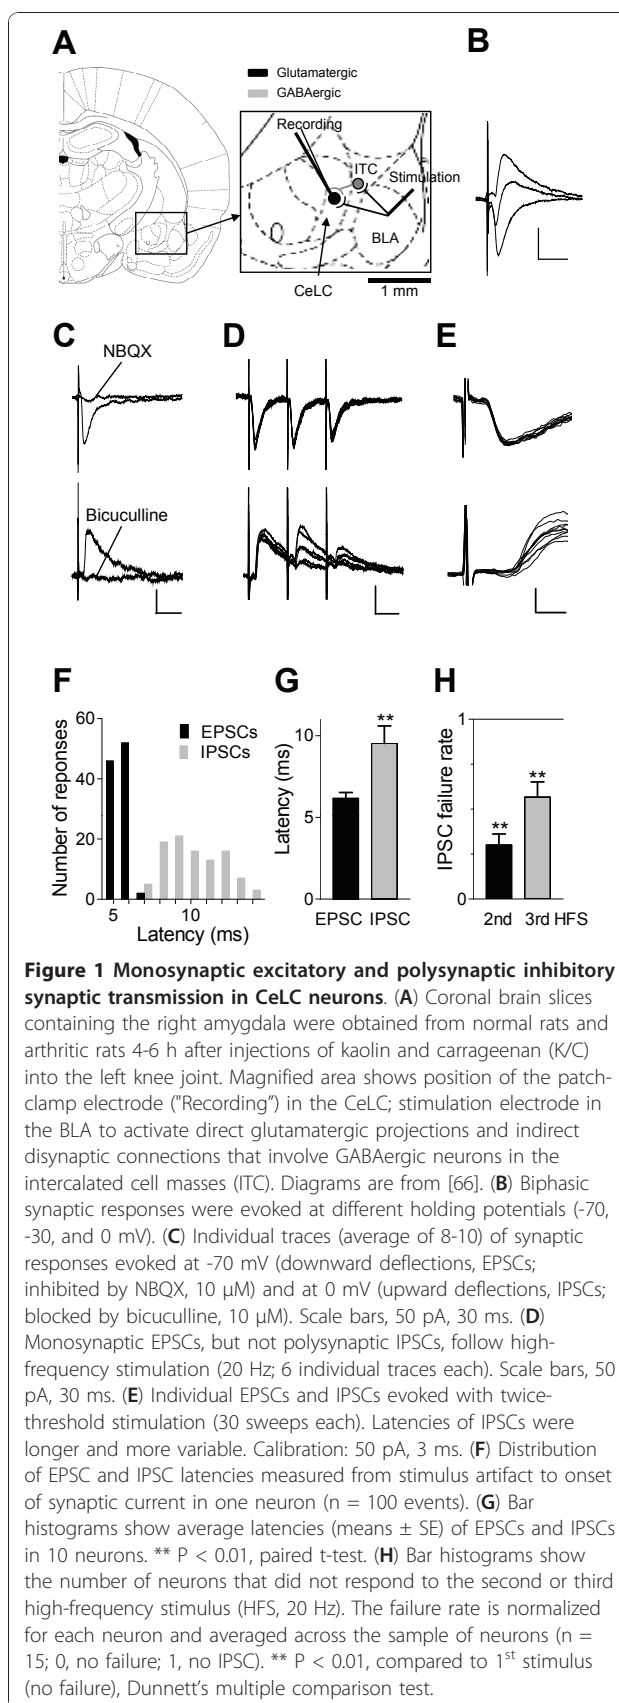 A
B
Glutamatergic
GABAergic
Recording
ITC
Stimulation
BLA
CeLC
1 mm
C
D
E
NBQX
Bicuculline
F
G
H
60
40
20
0
Number of reponses
EPSCs
IPSCs
5
10
Latency (ms)
10
5
0
Latency (ms)
**
EPSC IPSC
1
0
IPSC failure rate
**
**
2nd 3rd HFS
Figure 1 Monosynaptic excitatory and polysynaptic inhibitory
synaptic transmission in CeLC neurons. (A) Coronal brain slices
containing the right amygdala were obtained from normal rats and
arthritic rats 4-6 h after injections of kaolin and carrageenan (K/C)
into the left knee joint. Magnified area shows position of the patch-
clamp electrode ("Recording") in the CeLC; stimulation electrode in
the BLA to activate direct glutamatergic projections and indirect
disynaptic connections that involve GABAergic neurons in the
intercalated cell masses (ITC). Diagrams are from [66]. (B) Biphasic
synaptic responses were evoked at different holding potentials (-70,
-30, and 0 mV). (C) Individual traces (average of 8-10) of synaptic
responses evoked at -70 mV (downward deflections, EPSCs;
inhibited by NBQX, 10 μM) and at 0 mV (upward deflections, IPSCs;
blocked by bicuculline, 10 μM). Scale bars, 50 pA, 30 ms. (D)
Monosynaptic EPSCs, but not polysynaptic IPSCs, follow high-
frequency stimulation (20 Hz; 6 individual traces each). Scale bars, 50
pA, 30 ms. (E) Individual EPSCs and IPSCs evoked with twice-
threshold stimulation (30 sweeps each). Latencies of IPSCs were
longer and more variable. Calibration: 50 pA, 3 ms. (F) Distribution
of EPSC and IPSC latencies measured from stimulus artifact to onset
of synaptic current in one neuron (n = 100 events). (G) Bar
histograms show average latencies (means ± SE) of EPSCs and IPSCs
in 10 neurons. ** P < 0.01, paired t-test. (H) Bar histograms show
the number of neurons that did not respond to the second or third
high-frequency stimulus (HFS, 20 Hz). The failure rate is normalized
for each neuron and averaged across the sample of neurons (n =
15; 0, no failure; 1, no IPSC). ** P < 0.01, compared to 1st stimulus
(no failure), Dunnett's multiple comparison test.